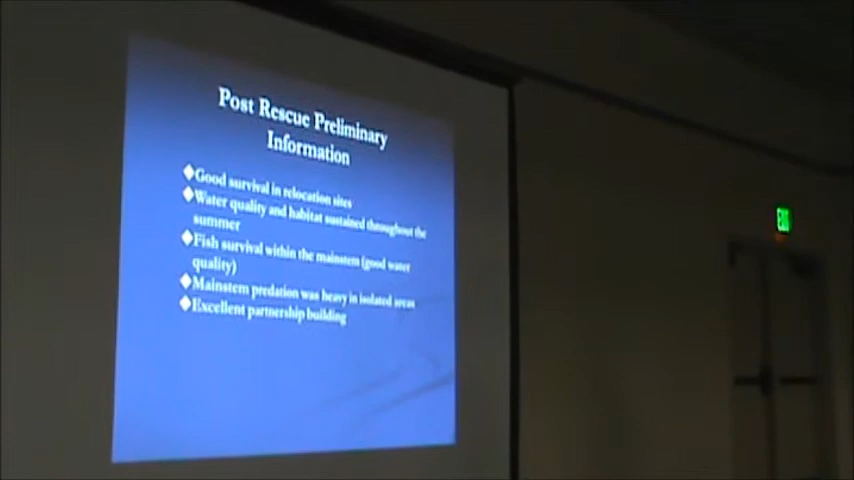 Post Rescue Preliminary
Information
◆Good survival in relocation sites
◆Water quality and habitat sustained throughout the
summer
◆Fish survival within the mainstem (good water
quality)
◆Mainstem predation was heavy in isolated areas
◆Excellent partnership building
EXIT